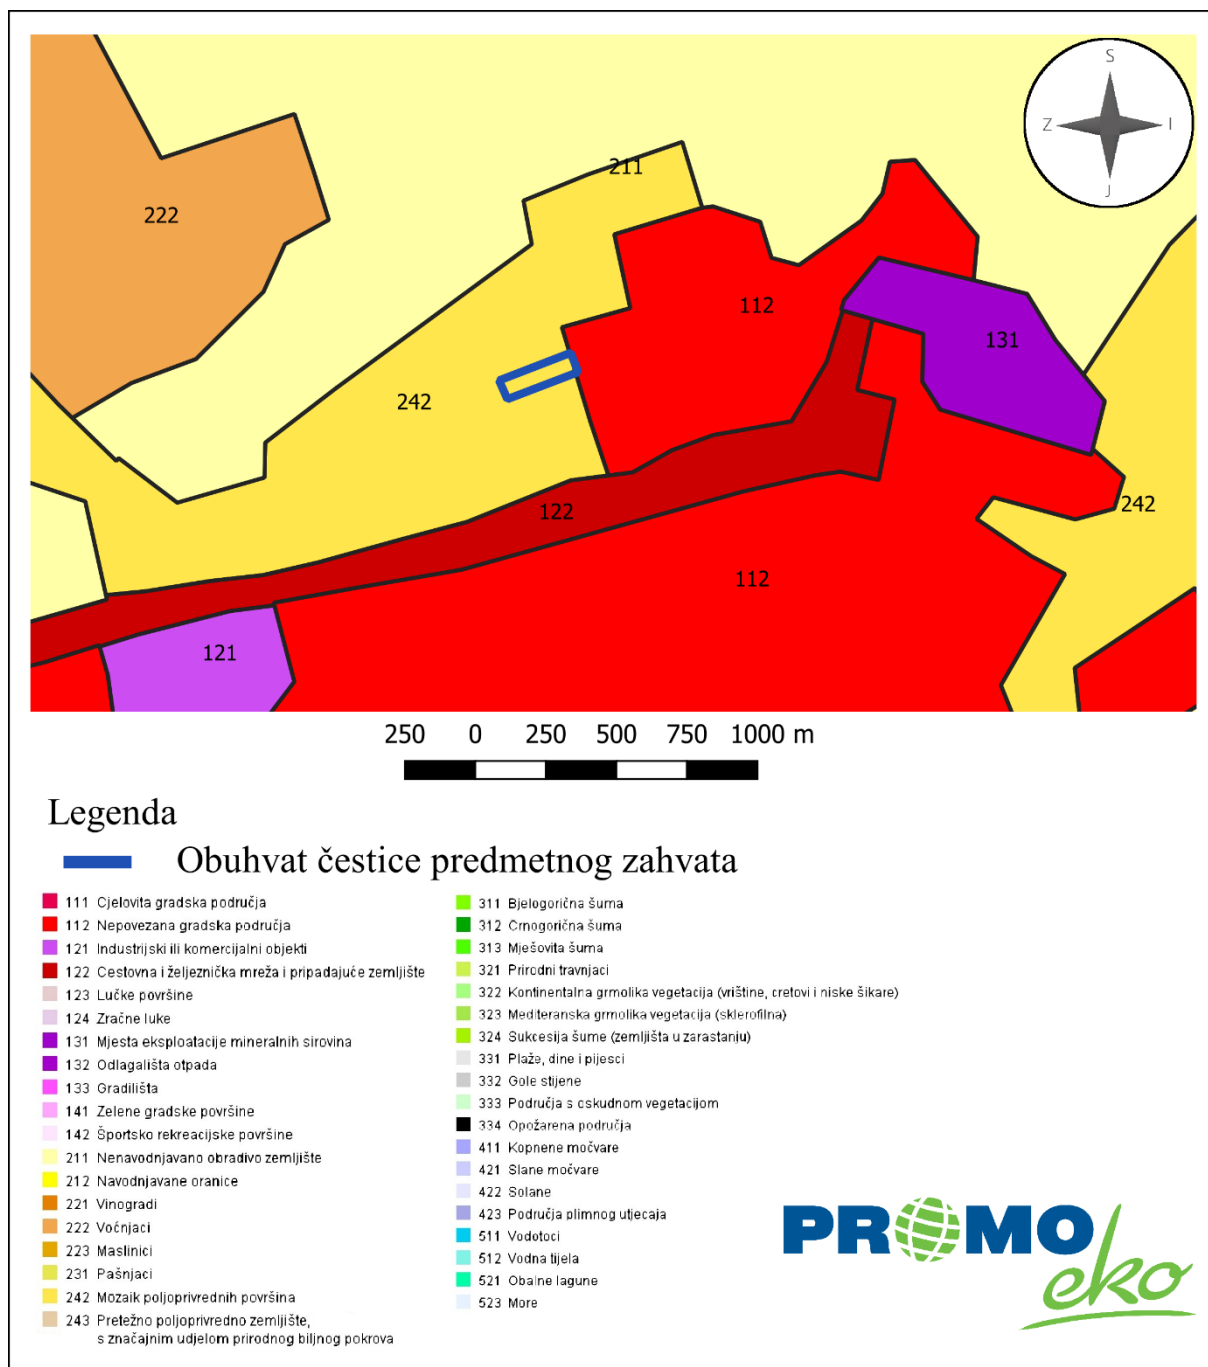 S
Z I
J
211
222
112
131
242
242
122
112
121
250 0 250 500 750 1000 m
Legenda
Obuhvat čestice predmetnog zahvata
111 Cjelovita gradska područja
112 Nepovezana gradska područja
121 Industrijski ili komercijalni objekti
122 Cestovna i željeznička mreža i pripadajuće zemljište
123 Lučke površine
124 Zračne luke
131 Mjesta eksploatacije mineralnih sirovina
132 Odlagališta otpada
133 Gradilišta
141 Zelene gradske površine
142 Športsko rekreacijske površine
211 Nenavodnjavano obradivo zemljište
212 Navodnjavane oranice
221 Vinogradi
222 Voćnjaci
223 Maslinici
231 Pašnjaci
242 Mozaik poljoprivrednih površina
243 Pretežno poljoprivredno zemljište,
s značajnim udjelom prirodnog biljnog pokrova
311 Bjelogorična šuma
312 Crnogorična šuma
313 Mješovita šuma
321 Prirodni travnjaci
322 Kontinentalna grmolika vegetacija (vrištine, cretovi i niske šikare)
323 Mediteranska grmolika vegetacija (sklerofilna)
324 Sukcesija šume (zemljišta u zarastanju)
331 Plaže, dine i pijesci
332 Gole stijene
333 Područja s oskudnom vegetacijom
334 Opožarena područja
411 Kopnene močvare
421 Slane močvare
422 Solane
423 Područja plimnog utjecaja
511 Vodotoci
512 Vodna tijela
521 Obalne lagune
523 More
PROMO
eko